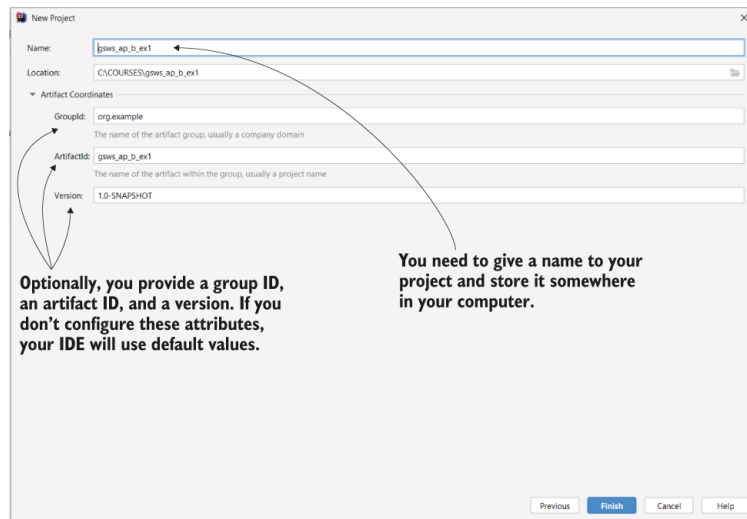 New Project
Name:
gsws_ap_b_ex1
Location:
C:\COURSES\gsws_ap_b_ex1
Artifact Coordinates
GroupId:
org.example
The name of the artifact group, usually a company domain
ArtifactId:
gsws_ap_b_ex1
The name of the artifact within the group, usually a project name
Version:
1.0-SNAPSHOT
Optionally, you provide a group ID,
an artifact ID, and a version. If you
don’t configure these attributes,
your IDE will use default values.
You need to give a name to your
project and store it somewhere
in your computer.
Previous
Finish
Cancel
Help